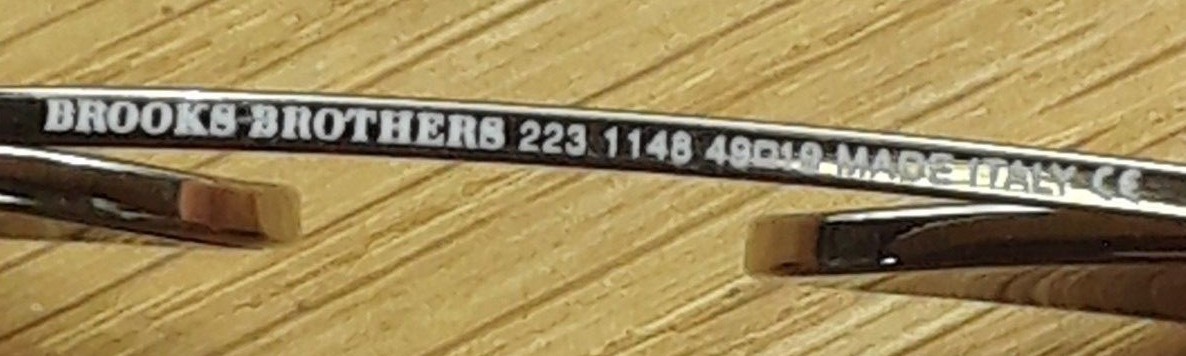 BROOKS BROTHERS 223 1148 49□19 MADE ITALY CE